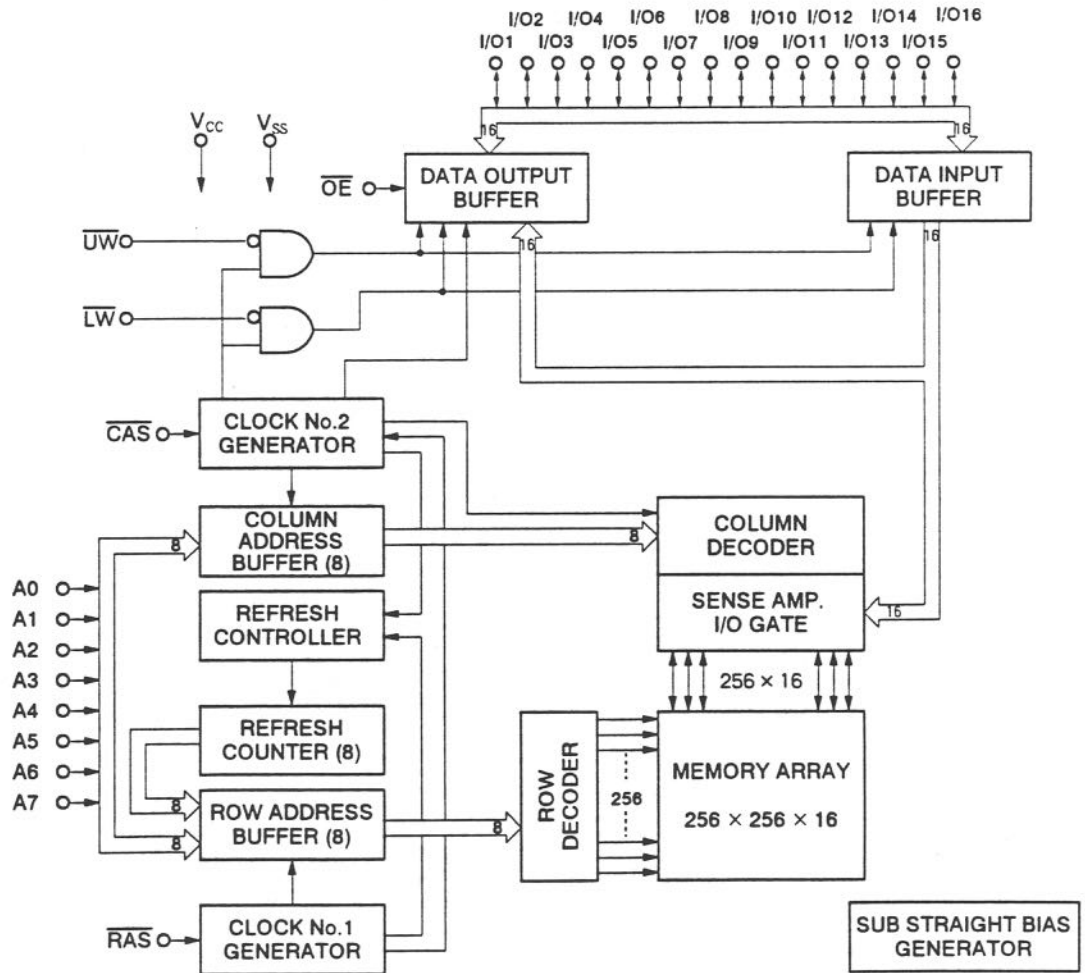 I/O2 I/O4 I/O6 I/O8 I/O10 I/O12 I/O14 I/O16
I/O1 I/O3 I/O5 I/O7 I/O9 I/O11 I/O13 I/O15
16
16
VCC
VSS
OE
DATA OUTPUT
BUFFER
DATA INPUT
BUFFER
UW
16
16
LW
CAS
CLOCK No.2
GENERATOR
COLUMN
ADDRESS
BUFFER (8)
8
8
COLUMN
DECODER
A0
A1
A2
A3
A4
A5
A6
A7
REFRESH
CONTROLLER
SENSE AMP.
I/O GATE
16
256 × 16
REFRESH
COUNTER (8)
ROW
DECODER
256
MEMORY ARRAY
256 × 256 × 16
8
8
ROW ADDRESS
BUFFER (8)
8
RAS
CLOCK No.1
GENERATOR
SUB STRAIGHT BIAS
GENERATOR